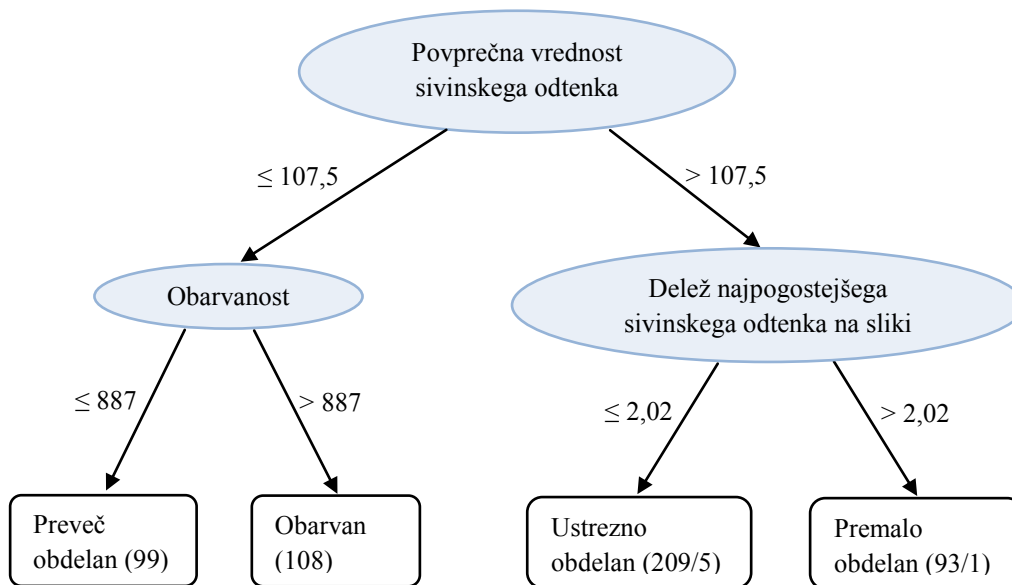 Povprečna vrednost
sivinskega odtenka
≤ 107,5
> 107,5
Obarvanost
Delež najpogostejšega
sivinskega odtenka na sliki
≤ 887
> 887
≤ 2,02
> 2,02
Preveč
obdelan (99)
Obarvan
(108)
Ustrezno
obdelan (209/5)
Premalo
obdelan (93/1)